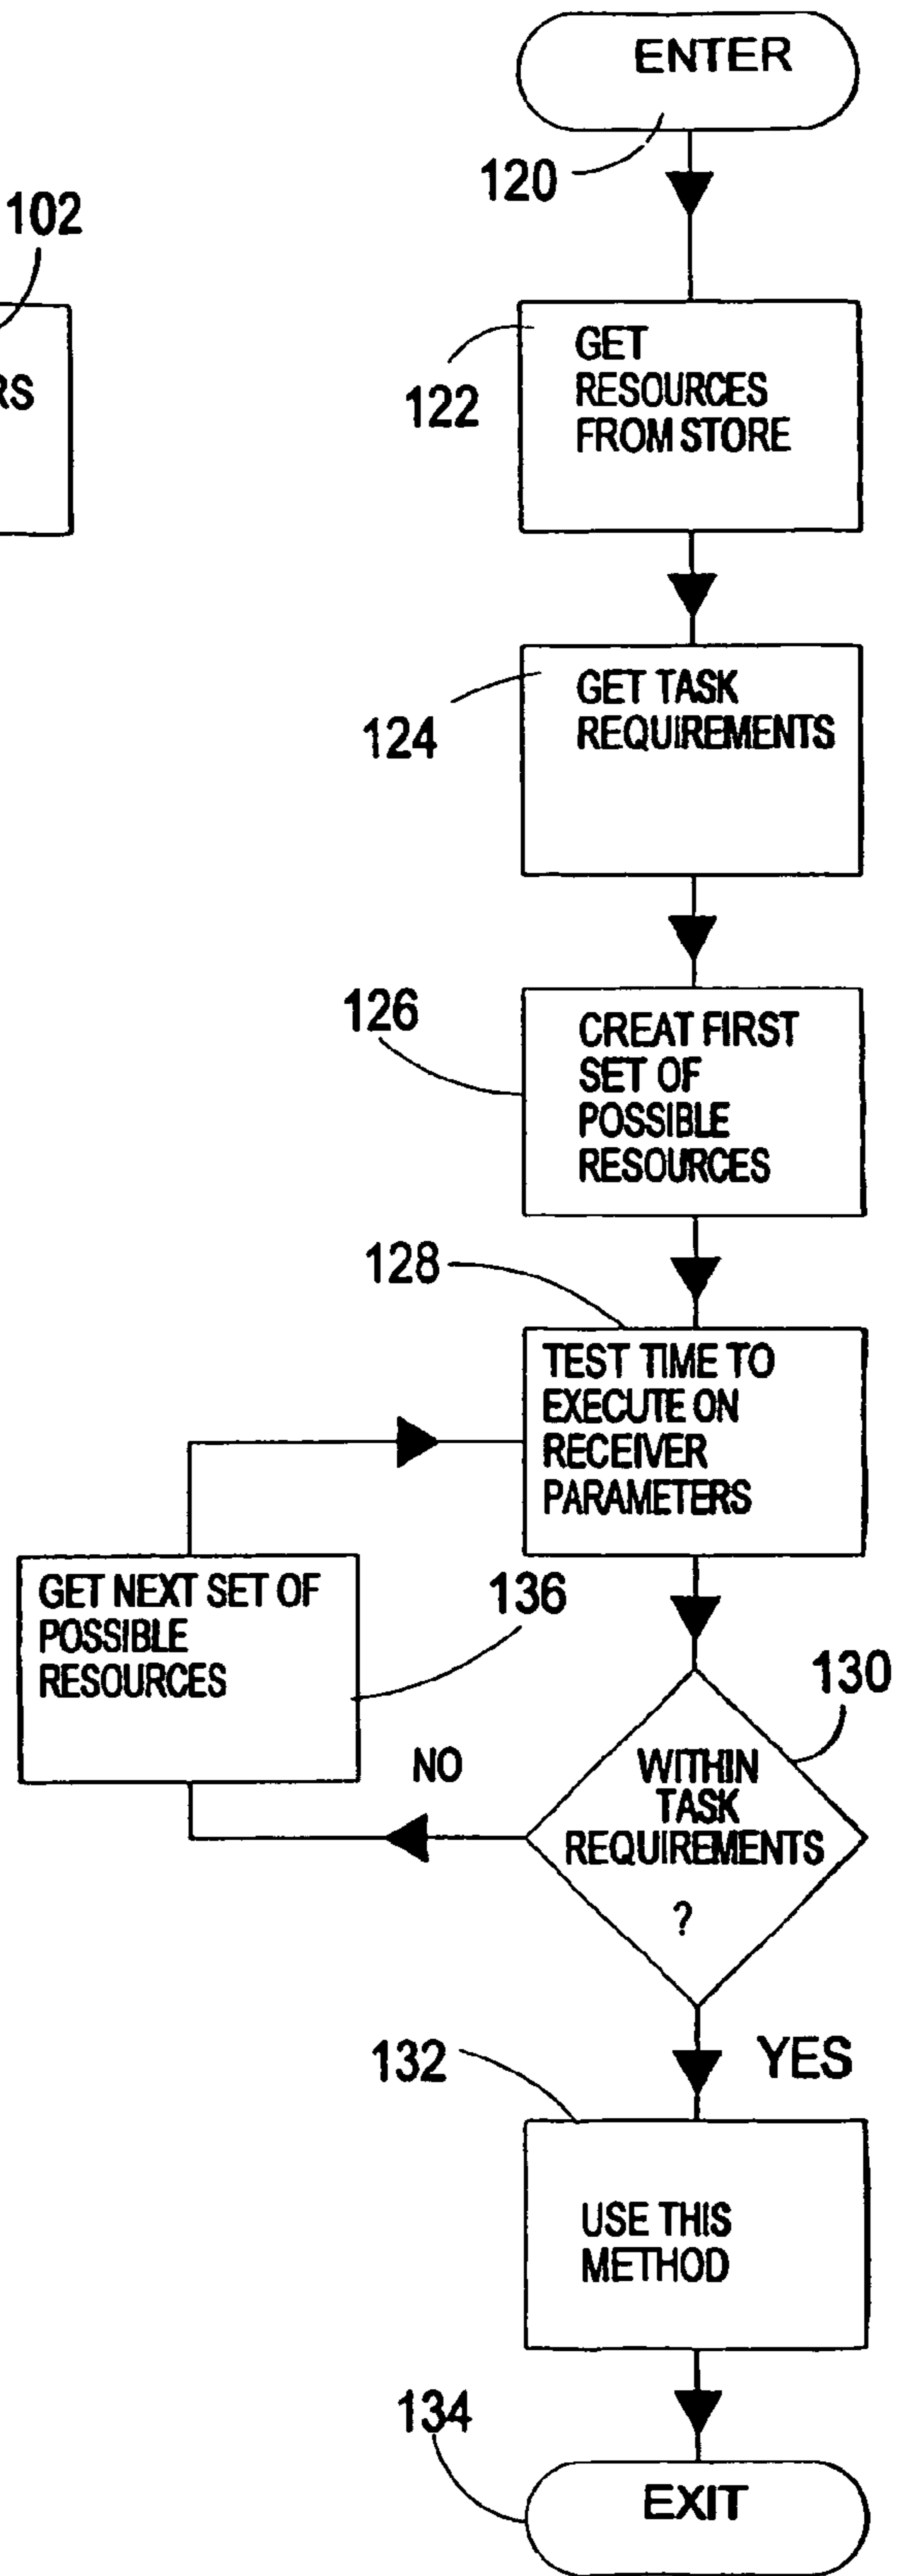 ENTER
120
102
RS
GET
RESOURCES
FROM STORE
122
GET TASK
REQUIREMENTS
124
126
CREAT FIRST
SET OF
POSSIBLE
RESOURCES
128
TEST TIME TO
EXECUTE ON
RECEIVER
PARAMETERS
GET NEXT SET OF
POSSIBLE
RESOURCES
136
130
NO
WITHIN
TASK
REQUIREMENTS
?
132
YES
USE THIS
METHOD
134
EXIT